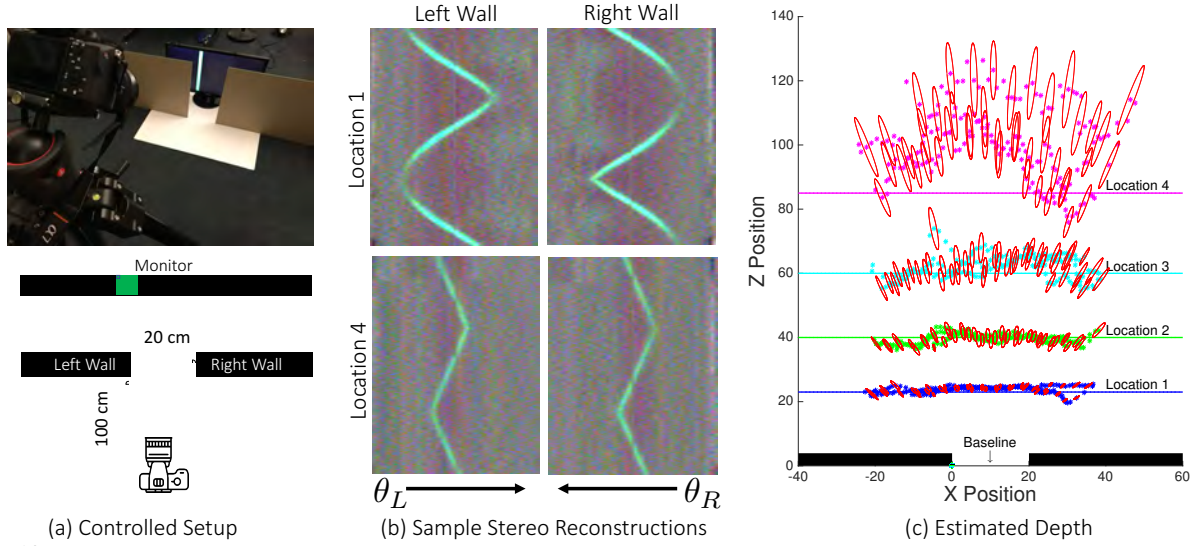 Left Wall
Right Wall
Location 1
Location 4
Monitor
20 cm
Left Wall
Right Wall
100 cm
θL
θR
Z Position
140
120
100
80
60
40
20
0
Location 4
Location 3
Location 2
Location 1
Baseline
-40
-20
0
20
40
60
X Position
(a) Controlled Setup
(b) Sample Stereo Reconstructions
(c) Estimated Depth